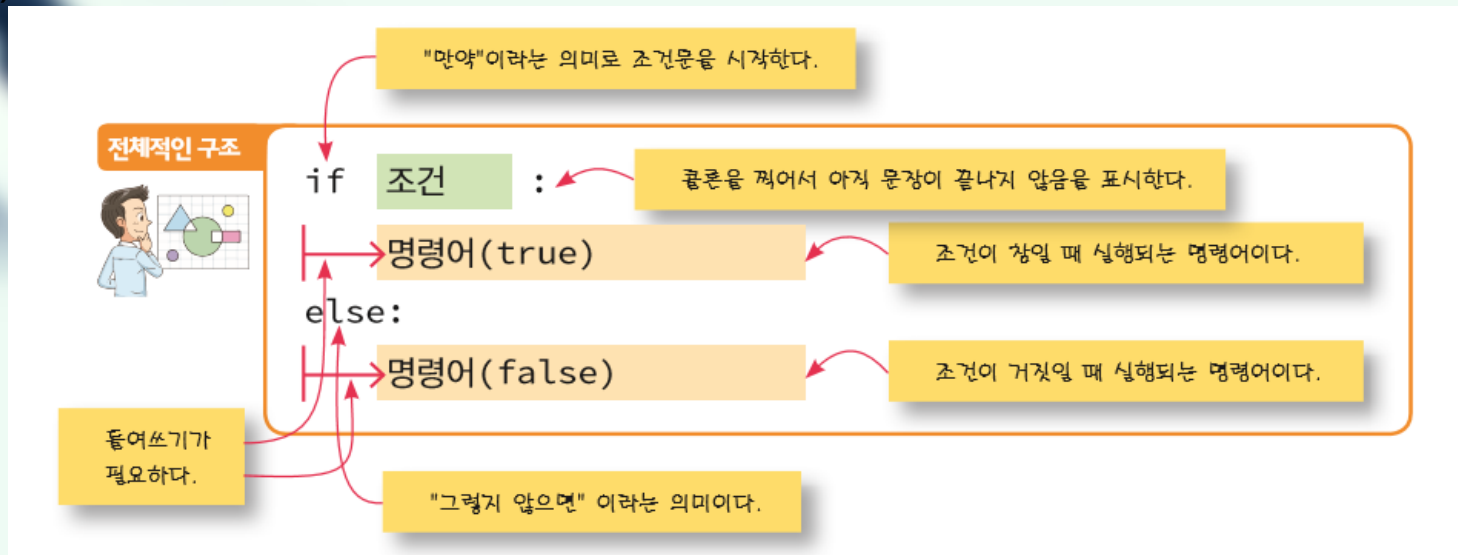 "만약"이라는 의미로 조건문을 시작한다.
전체적인 구조
if 조건 :
콜론을 찍어서 아직 문장이 끝나지 않음을 표시한다.
명령어(true)
조건이 참일 때 실행되는 명령어이다.
else:
명령어(false)
조건이 거짓일 때 실행되는 명령어이다.
들여쓰기가
필요하다.
"그렇지 않으면" 이라는 의미이다.